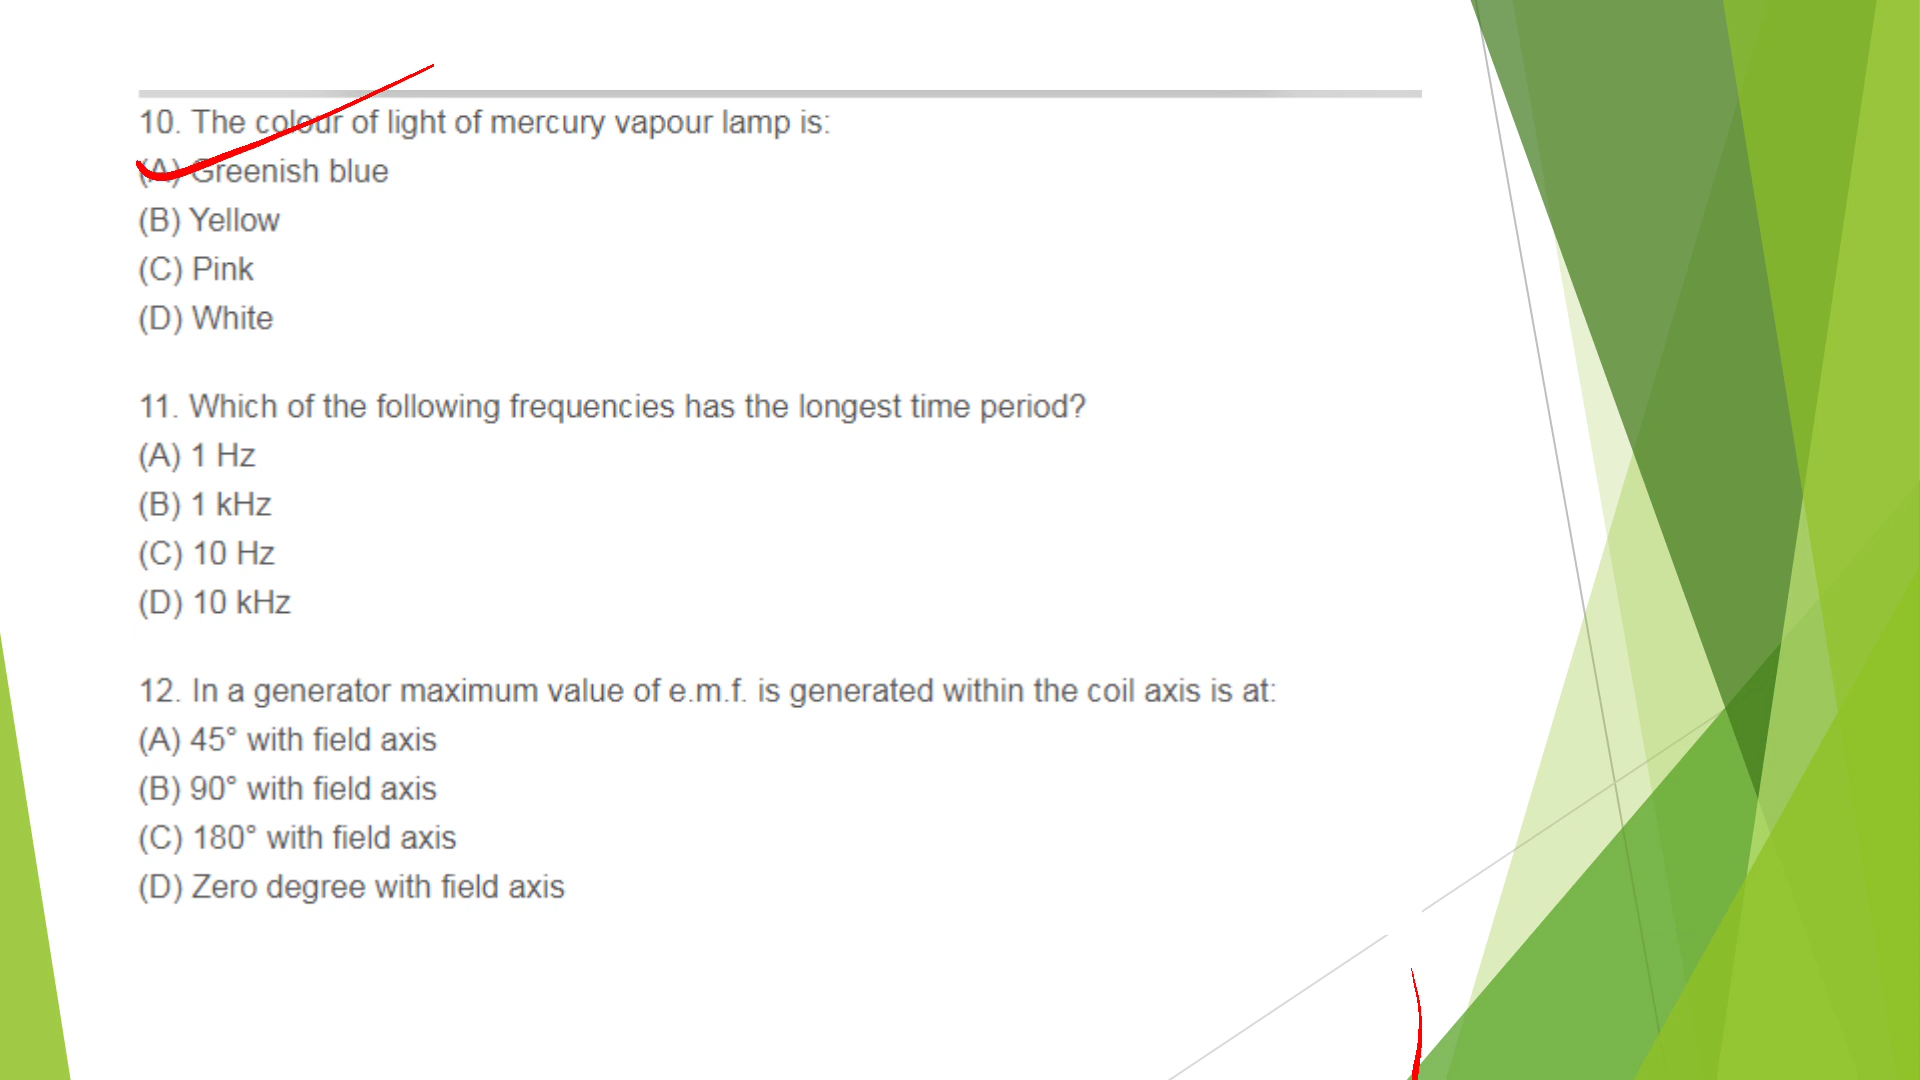 10. The colour of light of mercury vapour lamp is:
(A) Greenish blue
(B) Yellow
(C) Pink
(D) White
11. Which of the following frequencies has the longest time period?
(A) 1 Hz
(B) 1 kHz
(C) 10 Hz
(D) 10 kHz
12. In a generator maximum value of e.m.f. is generated within the coil axis is at:
(A) 45° with field axis
(B) 90° with field axis
(C) 180° with field axis
(D) Zero degree with field axis